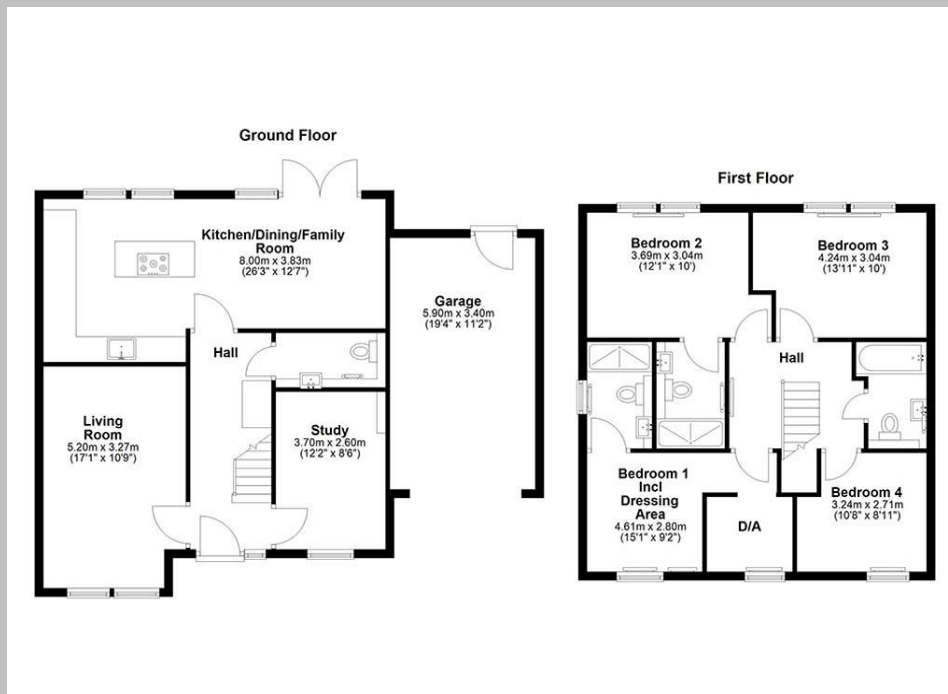 Ground Floor
Kitchen/Dining/Family
Room
8.00m x 3.83m
(26'3" x 12'7")
Garage
5.90m x 3.40m
(19'4" x 11'2")
Hall
Living
Room
5.20m x 3.27m
(17'1" x 10'9")
Study
3.70m x 2.60m
(12'2" x 8'6")
First Floor
Bedroom 2
3.69m x 3.04m
(12'1" x 10')
Bedroom 3
4.24m x 3.04m
(13'11" x 10')
Hall
Bedroom 1
Incl
Dressing
Area
4.61m x 2.80m
(15'1" x 9'2")
D/A
Bedroom 4
3.24m x 2.71m
(10'8" x 8'11")